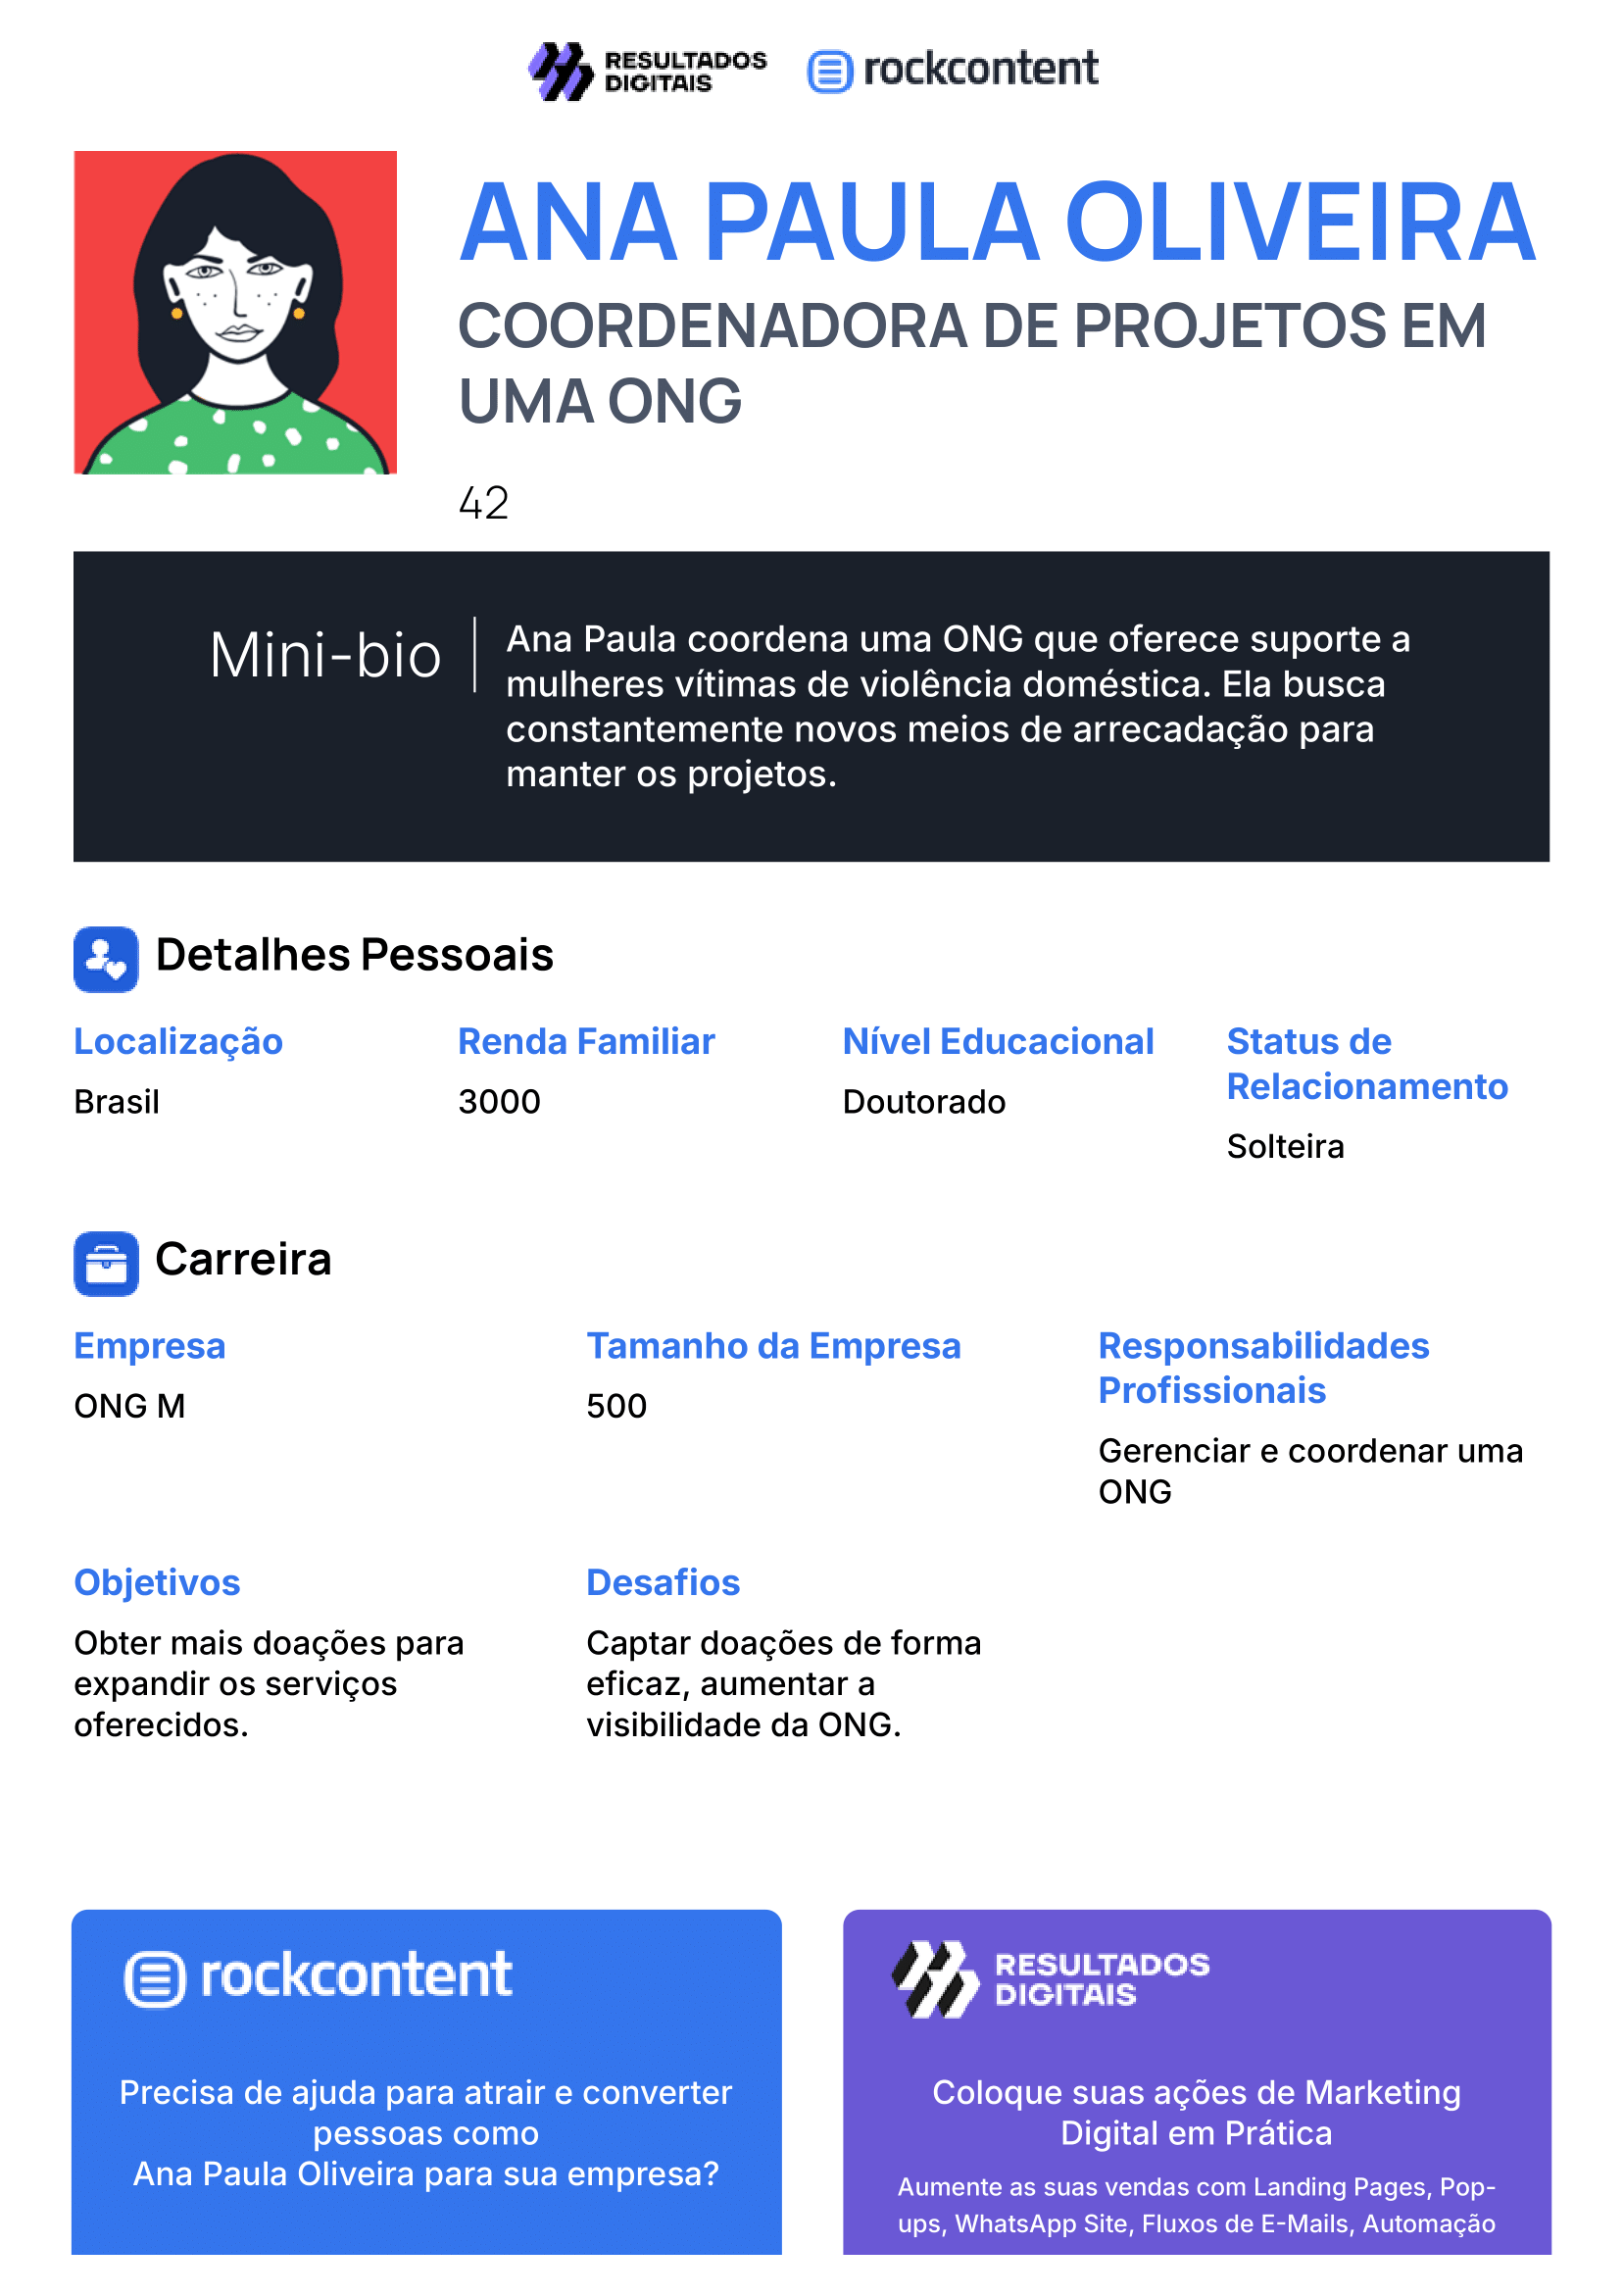 RESULTADOS
DIGITAIS
rockcontent
ANA PAULA OLIVEIRA
COORDENADORA DE PROJETOS EM
UMA ONG
42
Mini-bio
Ana Paula coordena uma ONG que oferece suporte a
mulheres vítimas de violência doméstica. Ela busca
constantemente novos meios de arrecadação para
manter os projetos.
Detalhes Pessoais
Localização
Brasil
Renda Familiar
3000
Nível Educacional
Doutorado
Status de
Relacionamento
Solteira
Carreira
Empresa
ONG M
Tamanho da Empresa
500
Responsabilidades
Profissionais
Gerenciar e coordenar uma
ONG
Objetivos
Obter mais doações para
expandir os serviços
oferecidos.
Desafios
Captar doações de forma
eficaz, aumentar a
visibilidade da ONG.
rockcontent
Precisa de ajuda para atrair e converter
pessoas como
Ana Paula Oliveira para sua empresa?
RESULTADOS
DIGITAIS
Coloque suas ações de Marketing
Digital em Prática
Aumente as suas vendas com Landing Pages, Pop-
ups, WhatsApp Site, Fluxos de E-Mails, Automação